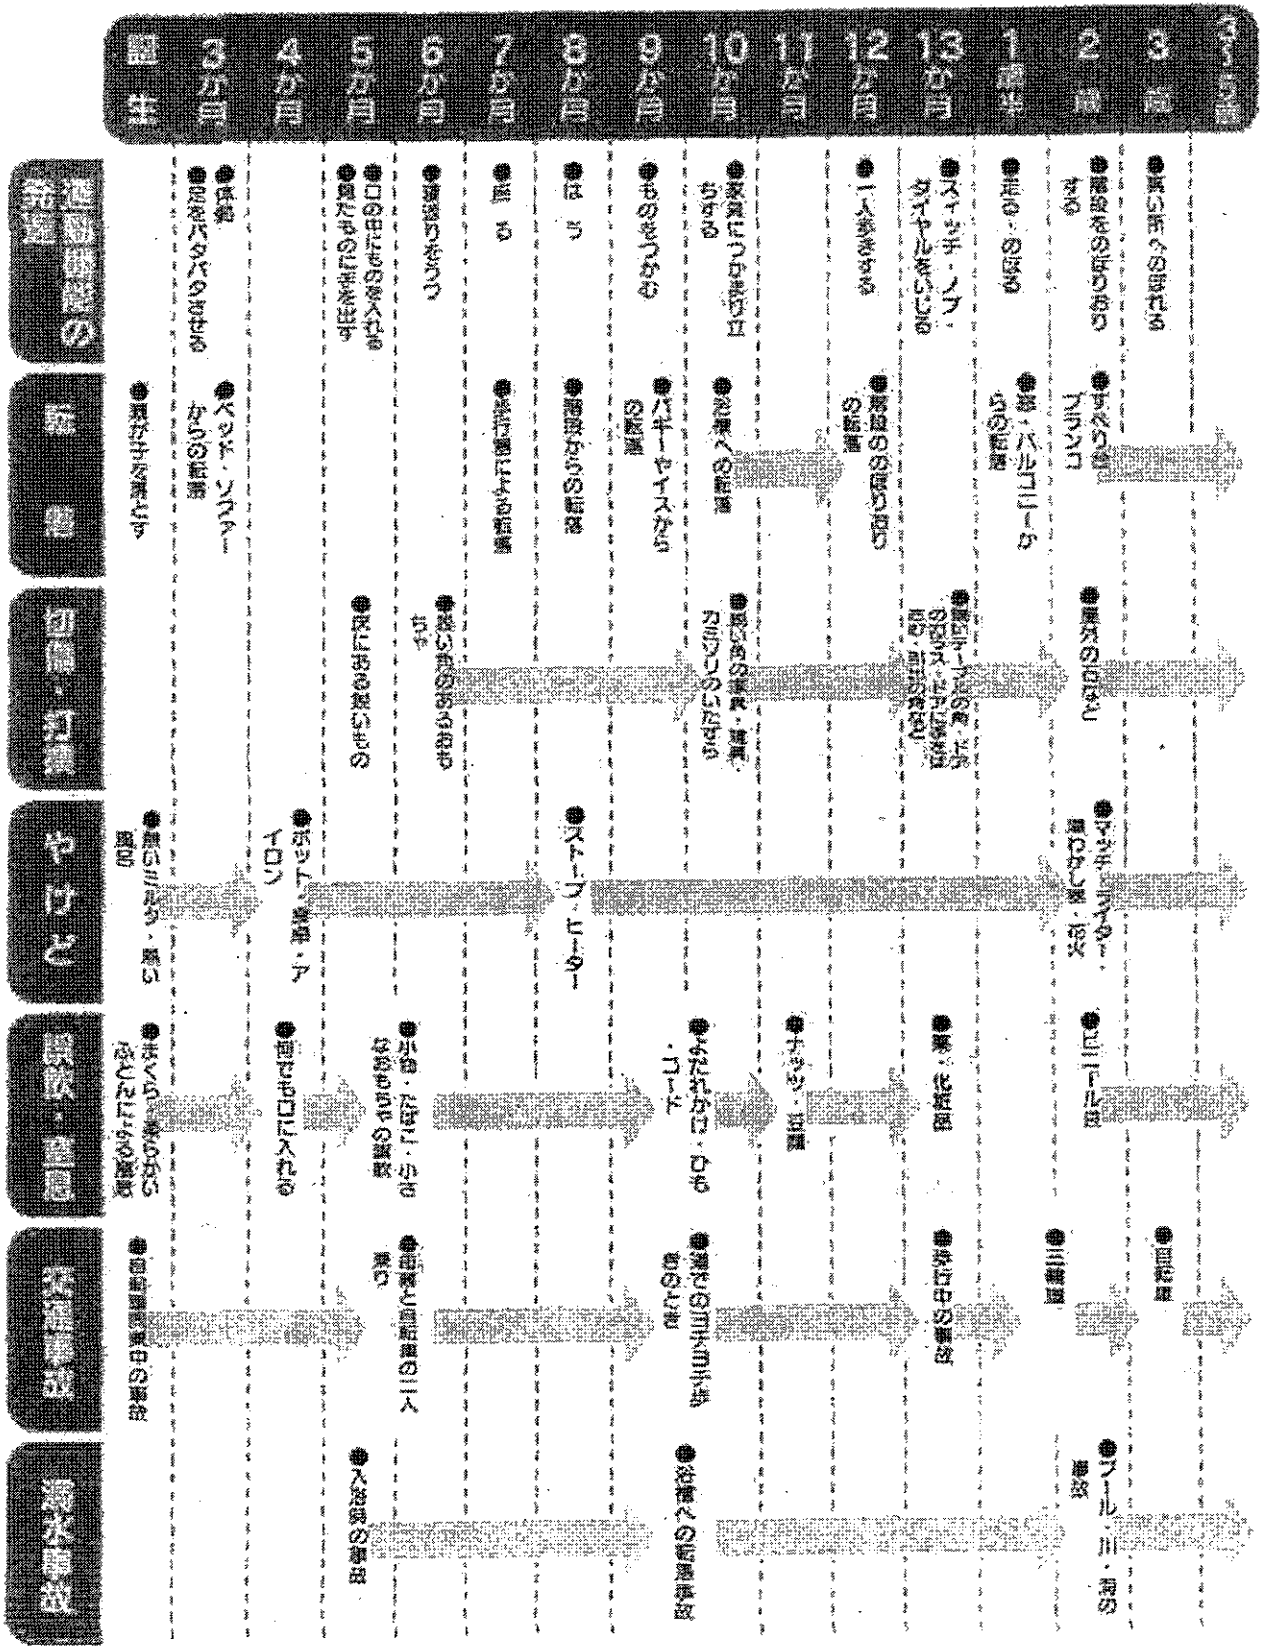 誕生
3か月
4か月
5か月
6か月
7か月
8か月
9か月
10か月
11か月
12か月
13か月
1歳半
2歳
3歳
3〜5歳
運動機能の
発達
●体動
●足をバタバタさせる
●見たものに手を出す
●口の中にものを入れる
●寝返りをうつ
●座る
●はう
●ものをつかむ
●家具につかまり立
ちする
●一人歩きする
●スイッチ・ノブ・
ダイヤルをいじる
●走る・のぼる
●階段をのぼりおり
する
●高い所へのぼれる
転落
●親が子を落とす
●ベッド・ソファー
からの転落
●歩行器による転落
●階段からの転落
●バギーやイスから
の転落
●浴槽への転落
●階段ののぼりおり
の転落
●窓・バルコニーか
らの転落
●すべり台
ブランコ
切傷・打撲
●床にある鋭いもの
●鋭い角のあるおも
ちゃ
●鋭い角の家具・建具・
カミソリのいたずら
●屋外の石など
やけど
●熱いミルク・熱い
風呂
●ポット・食卓・ア
イロン
●ストーブ・ヒーター
●マッチ・ライター・
湯わかし器・花火
誤飲・窒息
●まくら・やわらかい
ふとんによる窒息
●何でも口に入れる
●小物・たばこ・小さ
なおもちゃの誤飲
●よだれかけ・ひも
・コード
●ナッツ・豆類
●薬・化粧品
●ビニール袋
交通事故
●自動車同乗中の事故
●母親と自転車の二人
乗り
●母親とのヨチヨチ歩
きのとき
●歩行中の事故
●三輪車
●自転車
溺水事故
●入浴時の事故
●浴槽への転落事故
●プール・川・海の
事故